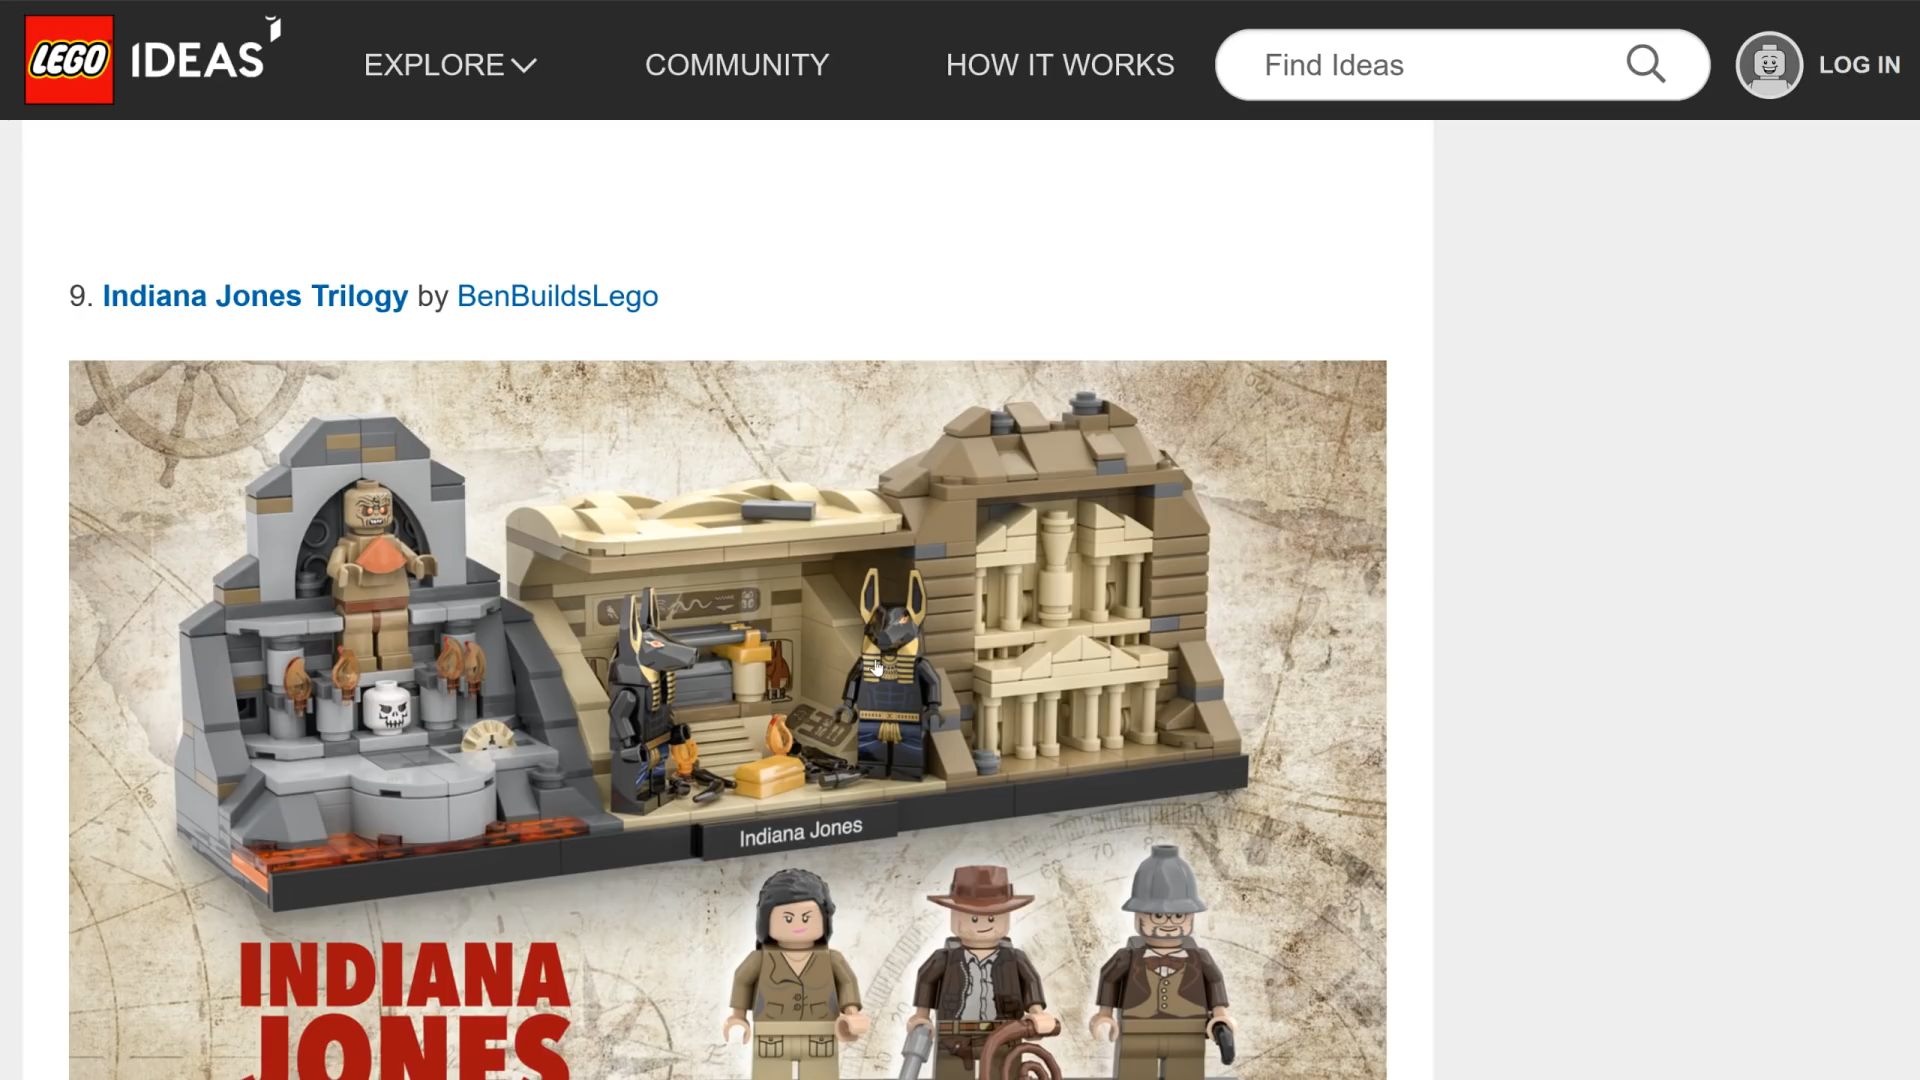 LEGO IDEAS
EXPLORE
COMMUNITY
HOW IT WORKS
Find Ideas
LOG IN
9. Indiana Jones Trilogy by BenBuildsLego
Indiana Jones
INDIANA
JONES